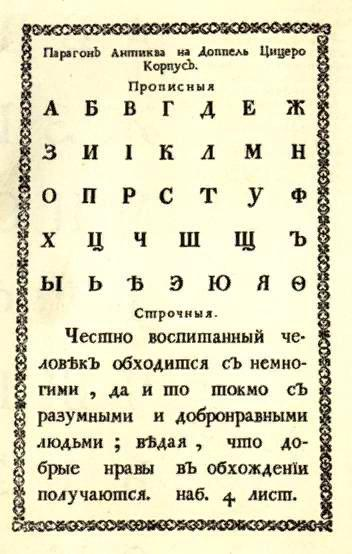 Парагонъ Антиква на Доппель Цицеро
Корпусъ.
Прописныя
А Б В Г Д Е Ж
З И І К Л М Н
О П Р С Т У Ф
Х Ц Ч Ш Щ Ъ
Ы Ь Ѣ Э Ю Я Ѳ
Строчныя.
Честно воспитанный че-
ловѣкъ обходится съ немно-
гими , да и то токмо съ
разумными и добронравными
людьми ; вѣдая , что до-
брые нравы въ обхожденїи
получаются. наб. 4 лист.